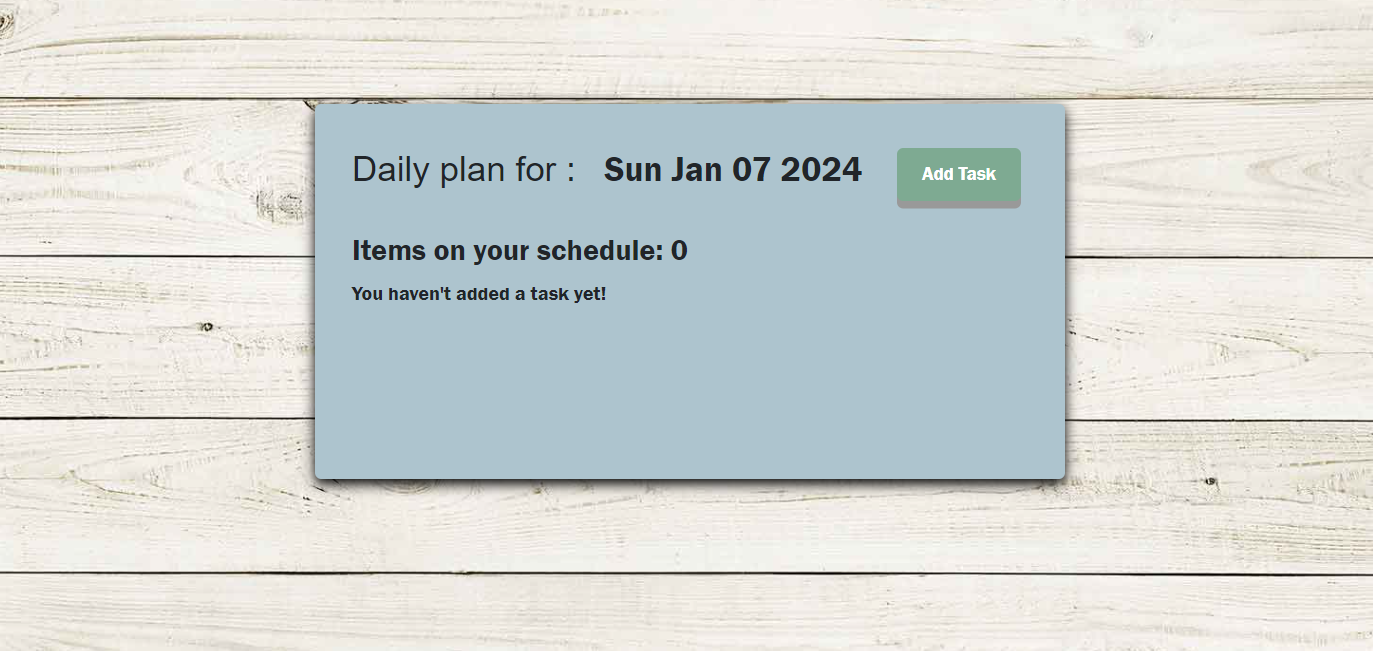 Daily plan for : Sun Jan 07 2024 Add Task
Items on your schedule: 0
You haven't added a task yet!